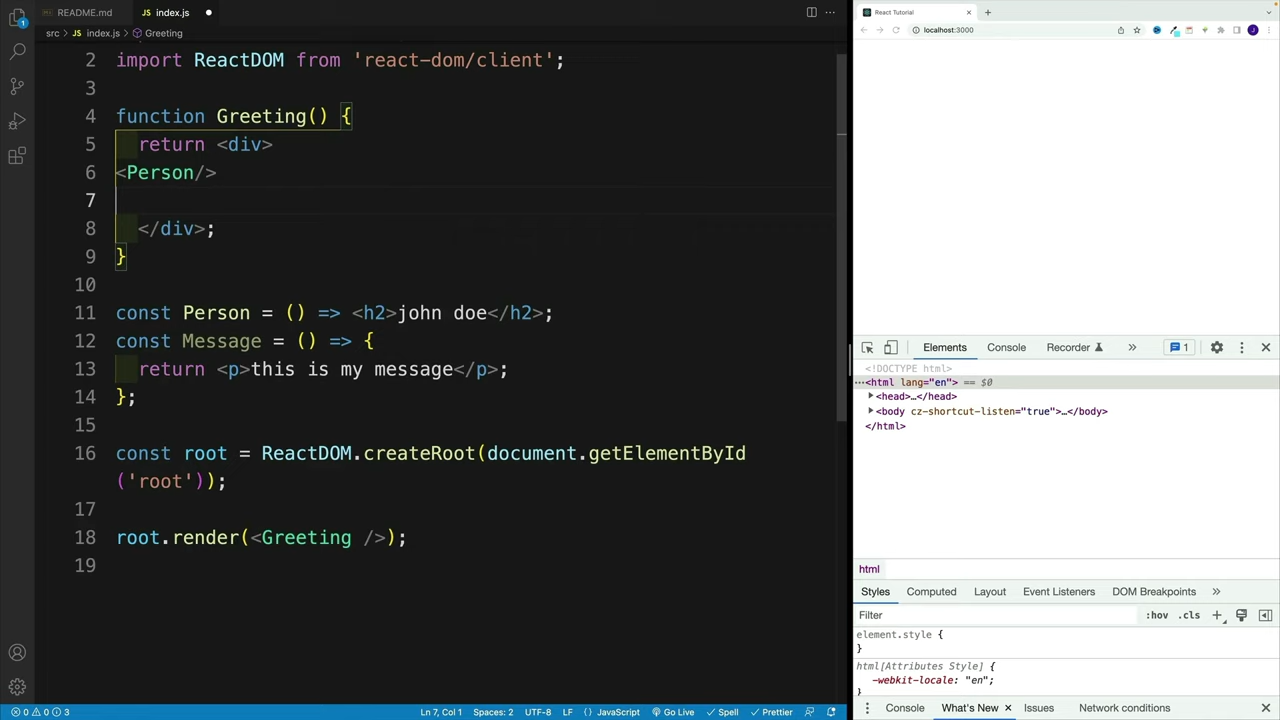 README.md
index.js
React Tutorial
localhost:3000
src > index.js > Greeting
2 import ReactDOM from 'react-dom/client';
3
4 function Greeting() {
5 return <div>
6 <Person/>
7
8 </div>;
9 }
10
11 const Person = () => <h2>john doe</h2>;
12 const Message = () => {
13 return <p>this is my message</p>;
14 };
15
16 const root = ReactDOM.createRoot(document.getElementById
('root'));
17
18 root.render(<Greeting />);
19
Elements Console Recorder » 1
<!DOCTYPE html>
<html lang="en"> == $0
<head>…</head>
<body cz-shortcut-listen="true">…</body>
</html>
html
Styles Computed Layout Event Listeners DOM Breakpoints »
Filter :hov .cls
element.style {
}
html[Attributes Style] {
-webkit-locale: "en";
}
Console What's New Issues Network conditions
0 0 3 Ln 7, Col 1 Spaces: 2 UTF-8 LF {} JavaScript Go Live Spell Prettier